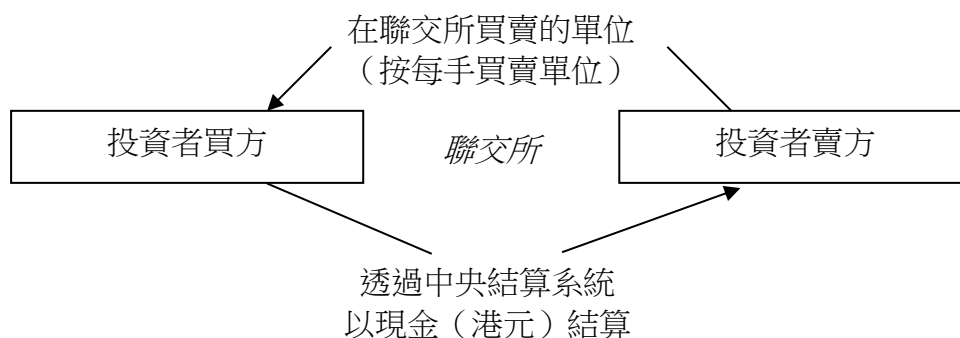 在聯交所買賣的單位
（按每手買賣單位）
投資者買方
聯交所
投資者賣方
透過中央結算系統
以現金（港元）結算